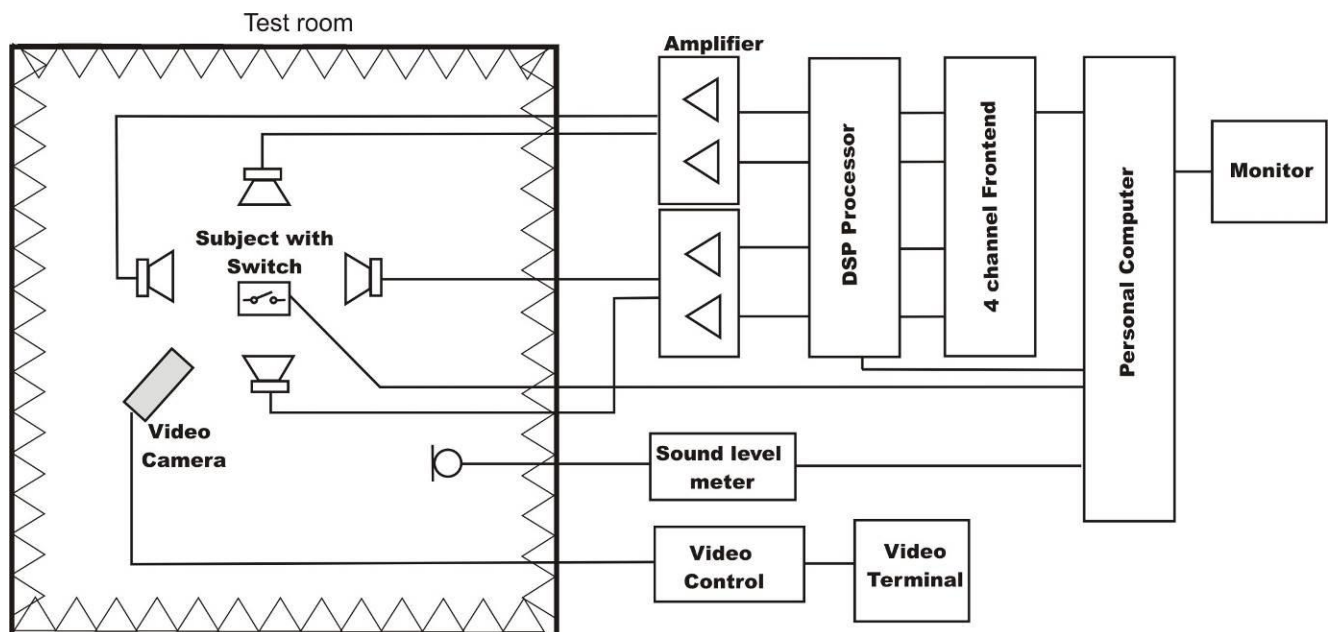 Test room
Amplifier
DSP Processor
4 channel Frontend
Personal Computer
Monitor
Subject with
Switch
Video
Camera
Sound level
meter
Video
Control
Video
Terminal